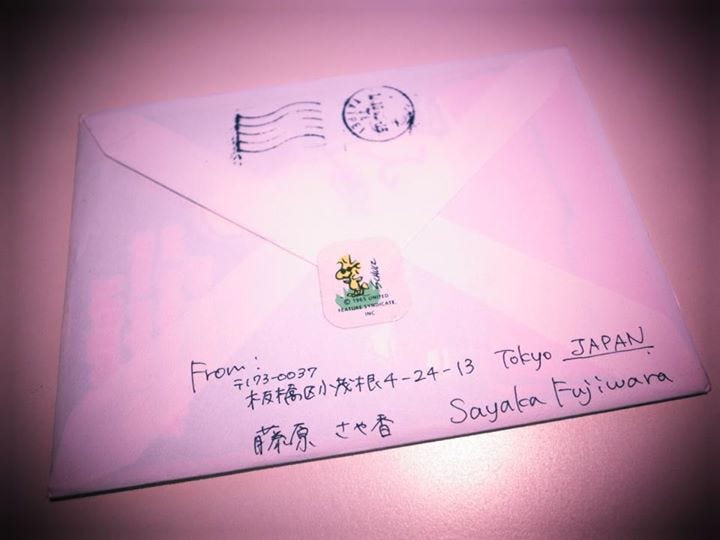 © 1965 UNITED
FEATURE SYNDICATE,
INC
From:
〒173-0037
板橋区小茂根4-24-13 Tokyo JAPAN
藤原 さや香 Sayaka Fujiwara